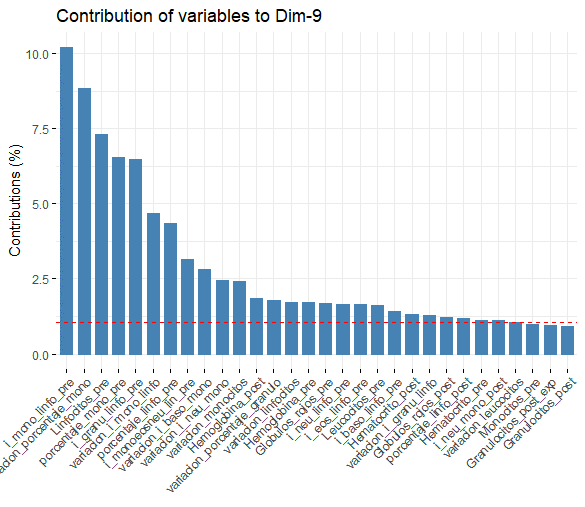 Contribution of variables to Dim-9
Contributions (%)
10.0
7.5
5.0
2.5
0.0
I_mono_linfo_pre
variacion_porcentaje_mono
Linfocitos_pre
porcentaje_mono_pre
I_granu_linfo_pre
variacion_I_mono_linfo
porcentaje_linfo_pre
I_monoeosneu_lin_pre
variacion_I_baso_mono
variacion_I_neu_mono
variacion_monocitos
Hemoglobina_post
variacion_porcentaje_granulo
variacion_linfocitos
Hemoglobina_pre
Globulos_rojos_pre
I_neu_linfo_pre
I_eos_linfo_pre
Leucocitos_pre
I_baso_linfo_pre
Hematocrito_post
variacion_I_granu_linfo
Globulos_rojos_post
porcentaje_linfo_post
Hematocrito_pre
I_neu_mono_post
variacion_leucocitos
Monocitos_pre
Granulocitos_post_exp
Granulocitos_post